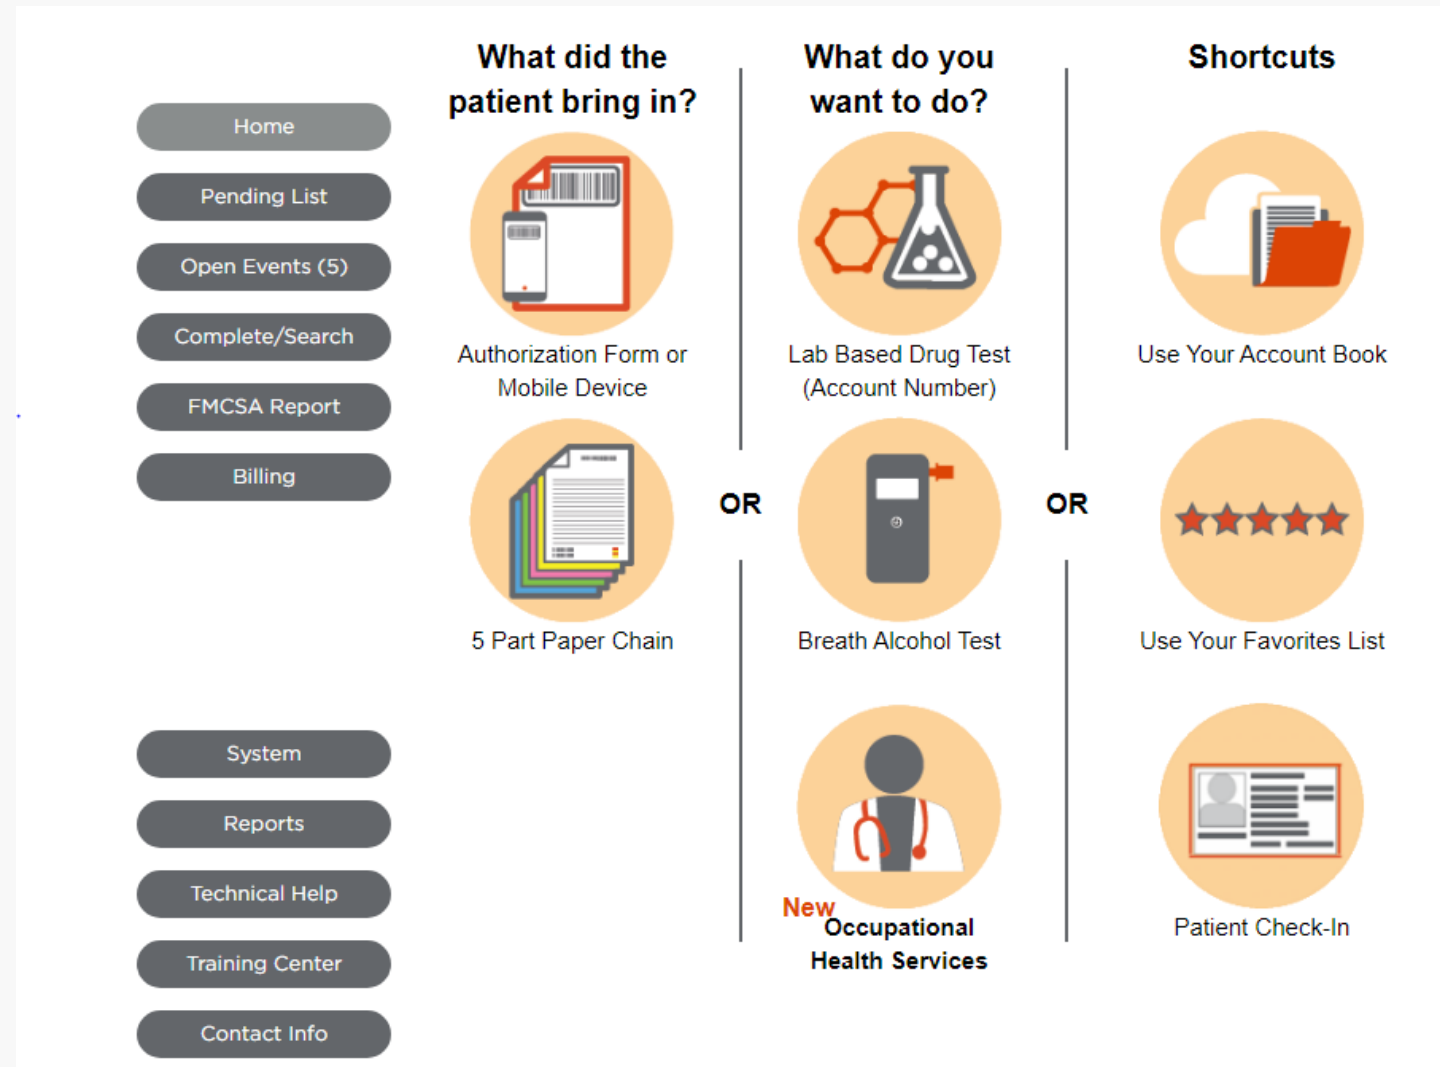 Home
Pending List
Open Events (5)
Complete/Search
FMCSA Report
Billing
System
Reports
Technical Help
Training Center
Contact Info
What did the
patient bring in?
Authorization Form or
Mobile Device
5 Part Paper Chain
OR
What do you
want to do?
Lab Based Drug Test
(Account Number)
Breath Alcohol Test
New
Occupational
Health Services
OR
Shortcuts
Use Your Account Book
Use Your Favorites List
Patient Check-In